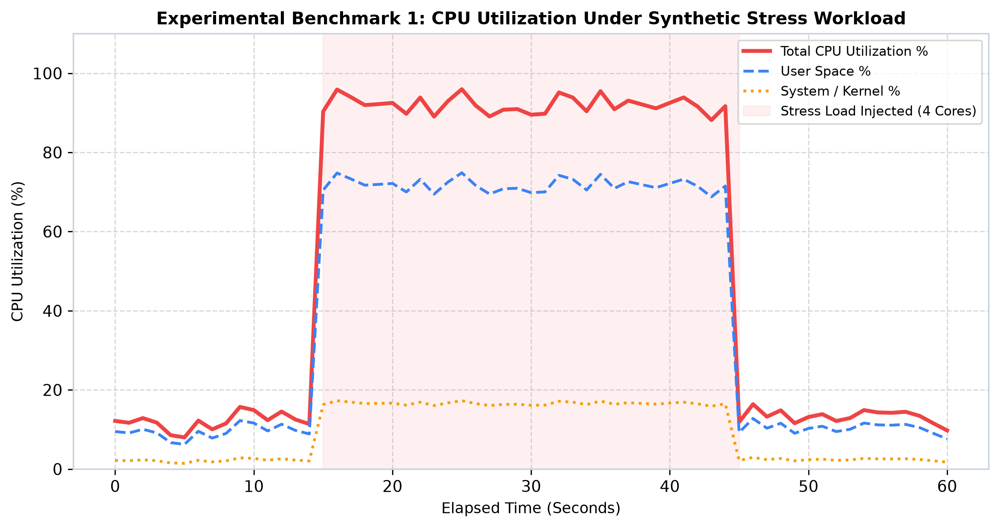 Experimental Benchmark 1: CPU Utilization Under Synthetic Stress Workload
Total CPU Utilization %
User Space %
System / Kernel %
Stress Load Injected (4 Cores)
CPU Utilization (%)
100
80
60
40
20
0
0 10 20 30 40 50 60
Elapsed Time (Seconds)